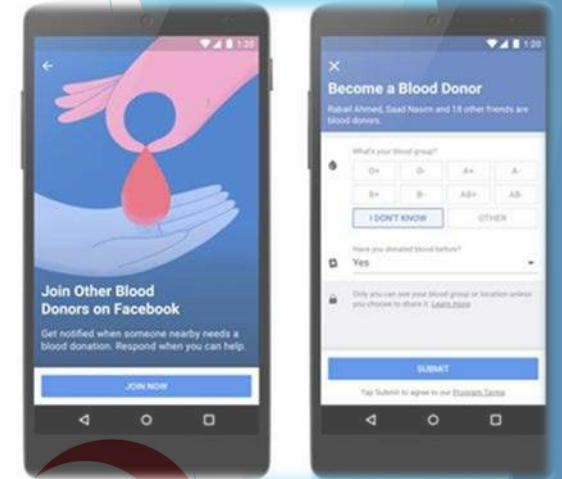 1:20
Join Other Blood
Donors on Facebook
Get notified when someone nearby needs a
blood donation. Respond when you can help.
JOIN NOW
1:20
Become a Blood Donor
Rabail Ahmed, Saad Nasim and 18 other friends are
blood donors.
What's your blood group?
O+ O- A+ A-
B+ B- AB+ AB-
I DON'T KNOW OTHER
Have you donated blood before?
Yes
Only you can see your blood group or location unless
you choose to share it. Learn more
SUBMIT
Tap Submit to agree to our Program Terms